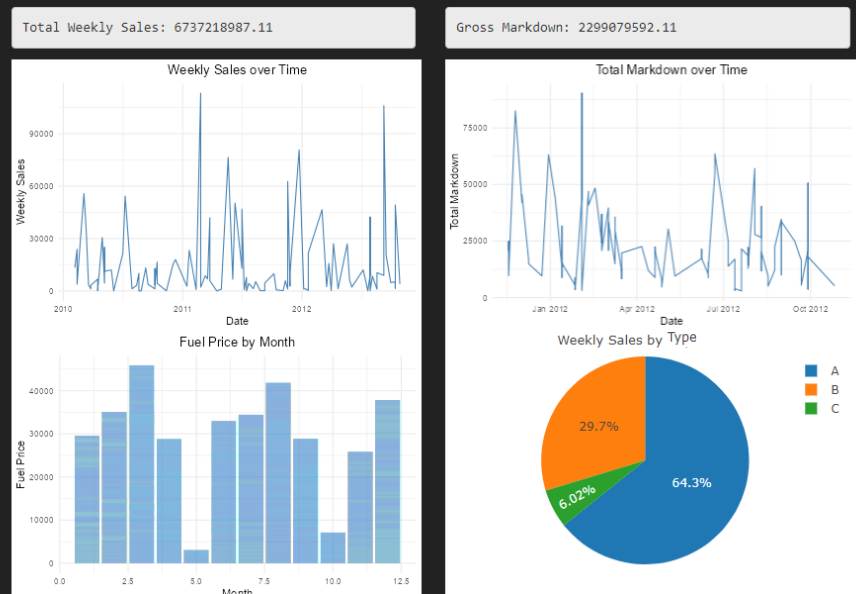 Total Weekly Sales: 6737218987.11
Gross Markdown: 2299079592.11
Weekly Sales over Time
Weekly Sales
90000
60000
30000
0
2010
2011
2012
Date
Total Markdown over Time
Total Markdown
75000
50000
25000
0
Jan 2012
Apr 2012
Jul 2012
Oct 2012
Date
Fuel Price by Month
Fuel Price
40000
30000
20000
10000
0
0.0
2.5
5.0
7.5
10.0
12.5
Month
Weekly Sales by Type
A
B
C
29.7%
64.3%
6.02%